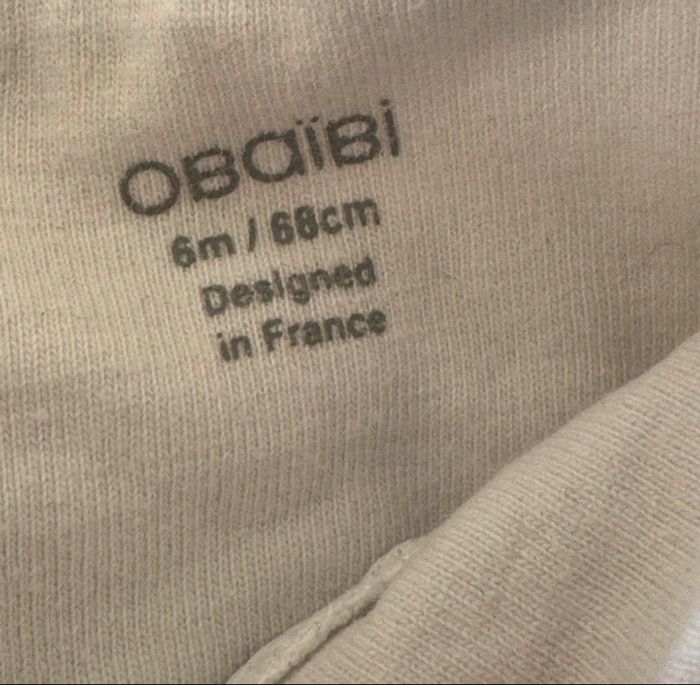 OBaïBi
6m / 68cm
Designed
in France